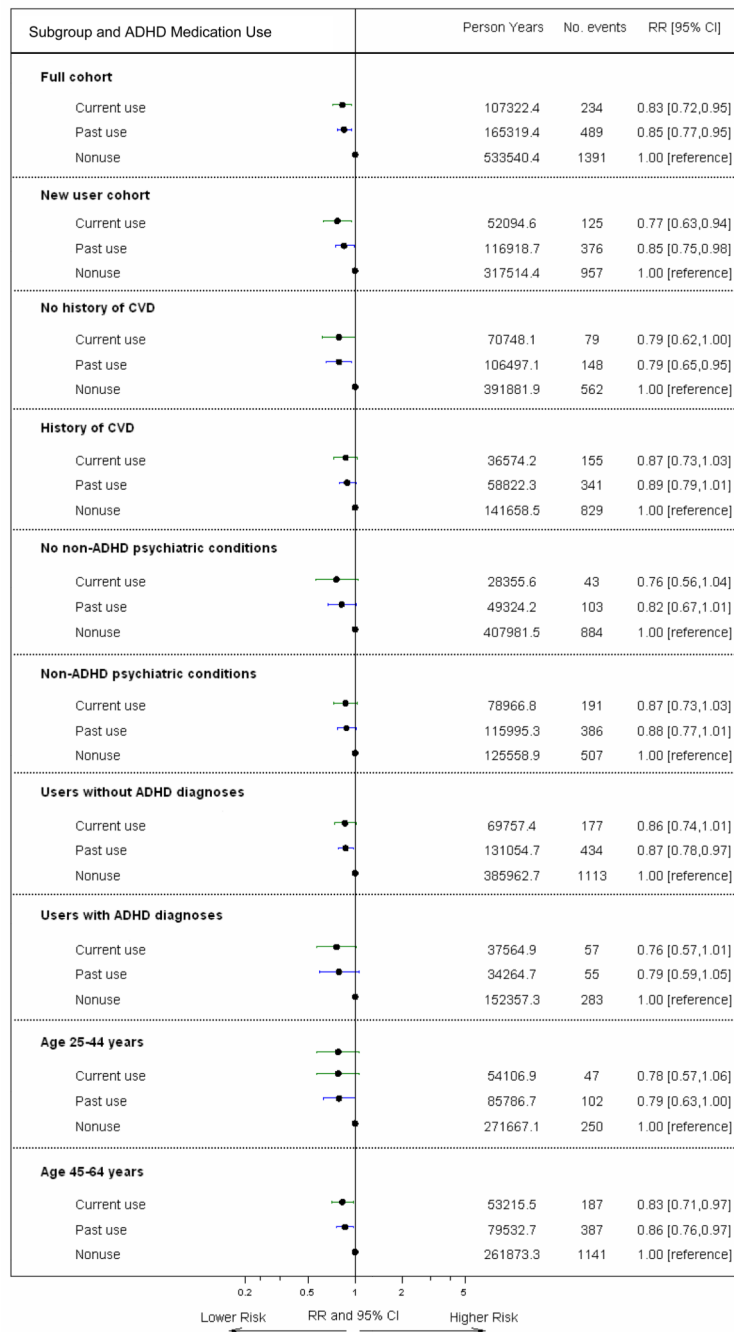 Subgroup and ADHD Medication Use Person Years No. events RR [95% CI]
Full cohort
Current use 107322.4 234 0.83 [0.72,0.95]
Past use 165319.4 489 0.85 [0.77,0.95]
Nonuse 533540.4 1391 1.00 [reference]
New user cohort
Current use 52094.6 125 0.77 [0.63,0.94]
Past use 116918.7 376 0.85 [0.75,0.98]
Nonuse 317514.4 957 1.00 [reference]
No history of CVD
Current use 70748.1 79 0.79 [0.62,1.00]
Past use 106497.1 148 0.79 [0.65,0.95]
Nonuse 391881.9 562 1.00 [reference]
History of CVD
Current use 36574.2 155 0.87 [0.73,1.03]
Past use 58822.3 341 0.89 [0.79,1.01]
Nonuse 141658.5 829 1.00 [reference]
No non-ADHD psychiatric conditions
Current use 28355.6 43 0.76 [0.56,1.04]
Past use 49324.2 103 0.82 [0.67,1.01]
Nonuse 407981.5 884 1.00 [reference]
Non-ADHD psychiatric conditions
Current use 78966.8 191 0.87 [0.73,1.03]
Past use 115995.3 386 0.88 [0.77,1.01]
Nonuse 125558.9 507 1.00 [reference]
Users without ADHD diagnoses
Current use 69757.4 177 0.86 [0.74,1.01]
Past use 131054.7 434 0.87 [0.78,0.97]
Nonuse 385962.7 1113 1.00 [reference]
Users with ADHD diagnoses
Current use 37564.9 57 0.76 [0.57,1.01]
Past use 34264.7 55 0.79 [0.59,1.05]
Nonuse 152357.3 283 1.00 [reference]
Age 25-44 years
Current use 54106.9 47 0.78 [0.57,1.06]
Past use 85786.7 102 0.79 [0.63,1.00]
Nonuse 271667.1 250 1.00 [reference]
Age 45-64 years
Current use 53215.5 187 0.83 [0.71,0.97]
Past use 79532.7 387 0.86 [0.76,0.97]
Nonuse 261873.3 1141 1.00 [reference]
0.2 0.5 1 2 5
Lower Risk RR and 95% CI Higher Risk